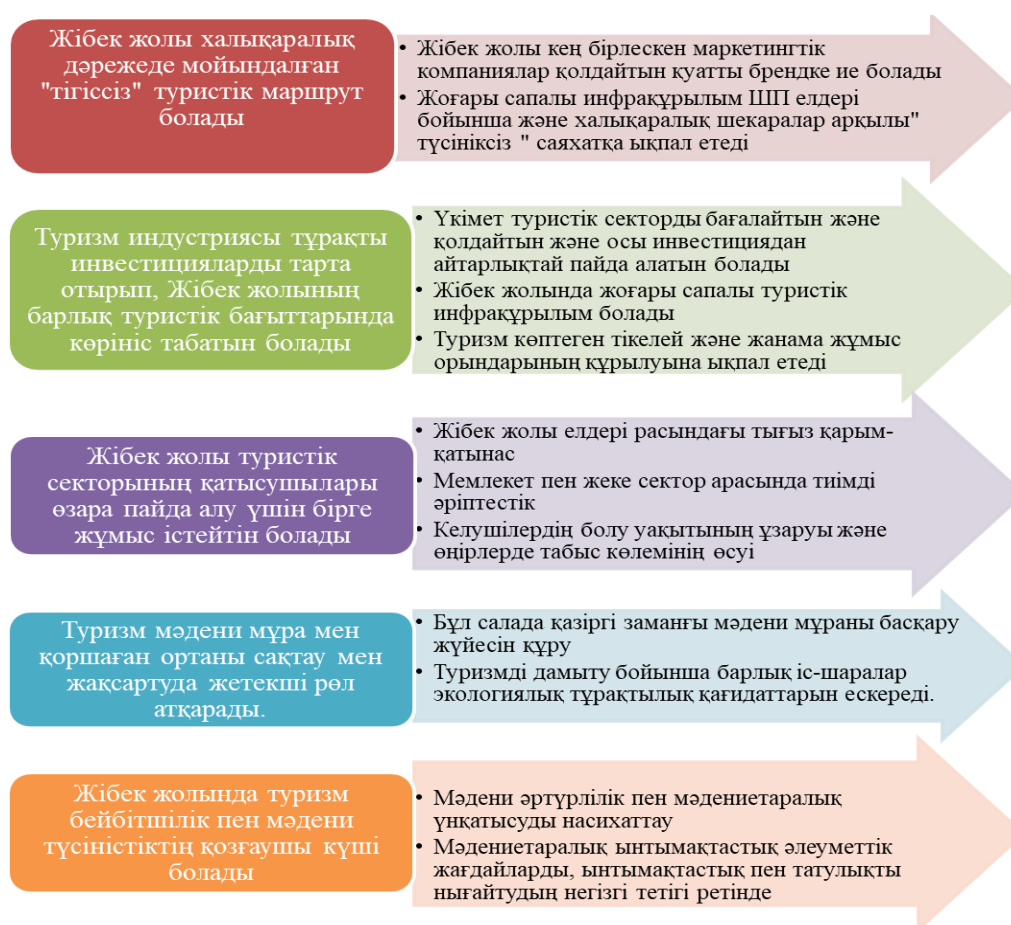 Жібек жолы халықаралық
дәрежеде мойындалған
"тігіссіз" туристік маршрут
болады
• Жібек жолы кең бірлескен маркетингтік
компаниялар қолдайтын қуатты брендке ие болады
• Жоғары сапалы инфрақұрылым ШП елдері
бойынша және халықаралық шекаралар арқылы"
түсініксіз " саяхатқа ықпал етеді
Туризм индустриясы тұрақты
инвестицияларды тарта
отырып, Жібек жолының
барлық туристік бағыттарында
көрініс табатын болады
• Үкімет туристік секторды бағалайтын және
қолдайтын және осы инвестициядан
айтарлықтай пайда алатын болады
• Жібек жолында жоғары сапалы туристік
инфрақұрылым болады
• Туризм көптеген тікелей және жанама жұмыс
орындарының құрылуына ықпал етеді
Жібек жолы туристік
секторының қатысушылары
өзара пайда алу үшін бірге
жұмыс істейтін болады
• Жібек жолы елдері расындағы тығыз қарым-
қатынас
• Мемлекет пен жеке сектор арасында тиімді
әріптестік
• Келушілердің болу уақытының ұзаруы және
өңірлерде табыс көлемінің өсуі
Туризм мәдени мұра мен
қоршаған ортаны сақтау мен
жақсартуда жетекші рөл
атқарады.
• Бұл салада қазіргі заманғы мәдени мұраны басқару
жүйесін құру
• Туризмді дамыту бойынша барлық іс-шаралар
экологиялық тұрақтылық қағидаттарын ескереді.
Жібек жолында туризм
бейбітшілік пен мәдени
түсіністіктің қозғаушы күші
болады
• Мәдени әртүрлілік пен мәдениетаралық
үнқатысуды насихаттау
• Мәдениетаралық ынтымақтастық әлеуметтік
жағдайларды, ынтымақтастық пен татулықты
нығайтудың негізгі тетігі ретінде